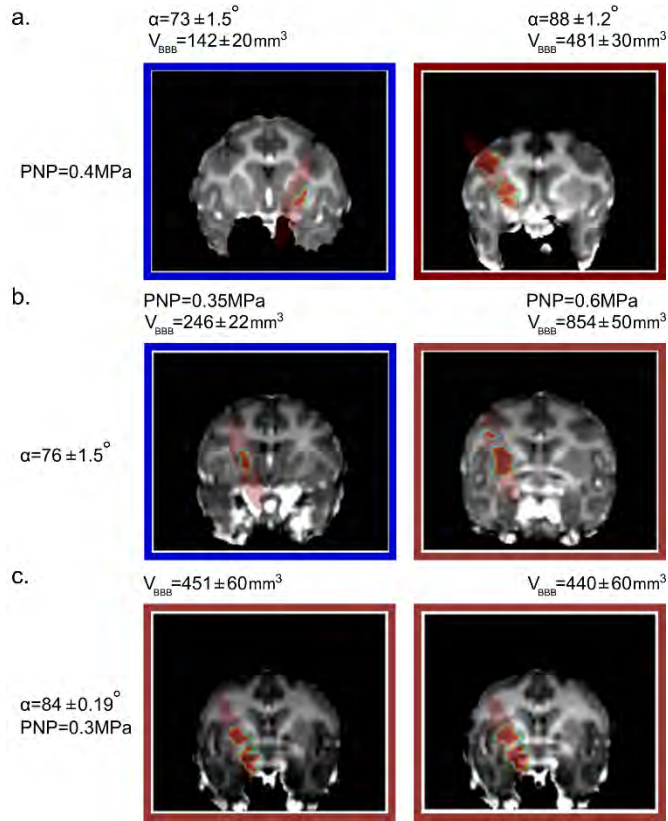 a.
α=73 ±1.5° α=88 ±1.2°
V_BBB=142±20mm³ V_BBB=481±30mm³
PNP=0.4MPa
b.
PNP=0.35MPa PNP=0.6MPa
V_BBB=246±22mm³ V_BBB=854±50mm³
α=76 ±1.5°
c.
V_BBB=451±60mm³ V_BBB=440±60mm³
α=84 ±0.19°
PNP=0.3MPa